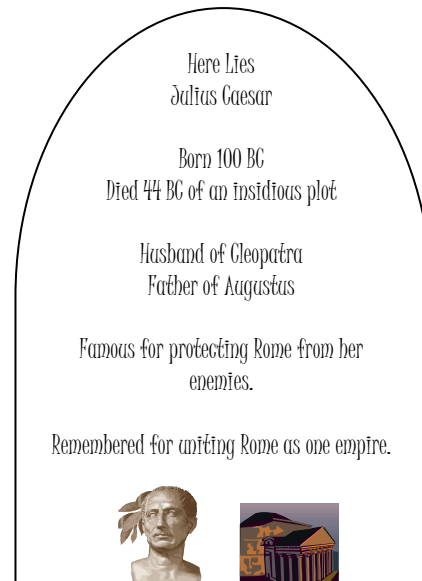 Here Lies
Julius Caesar
Born 100 BC
Died 44 BC of an insidious plot
Husband of Cleopatra
Father of Augustus
Famous for protecting Rome from her
enemies.
Remembered for uniting Rome as one empire.